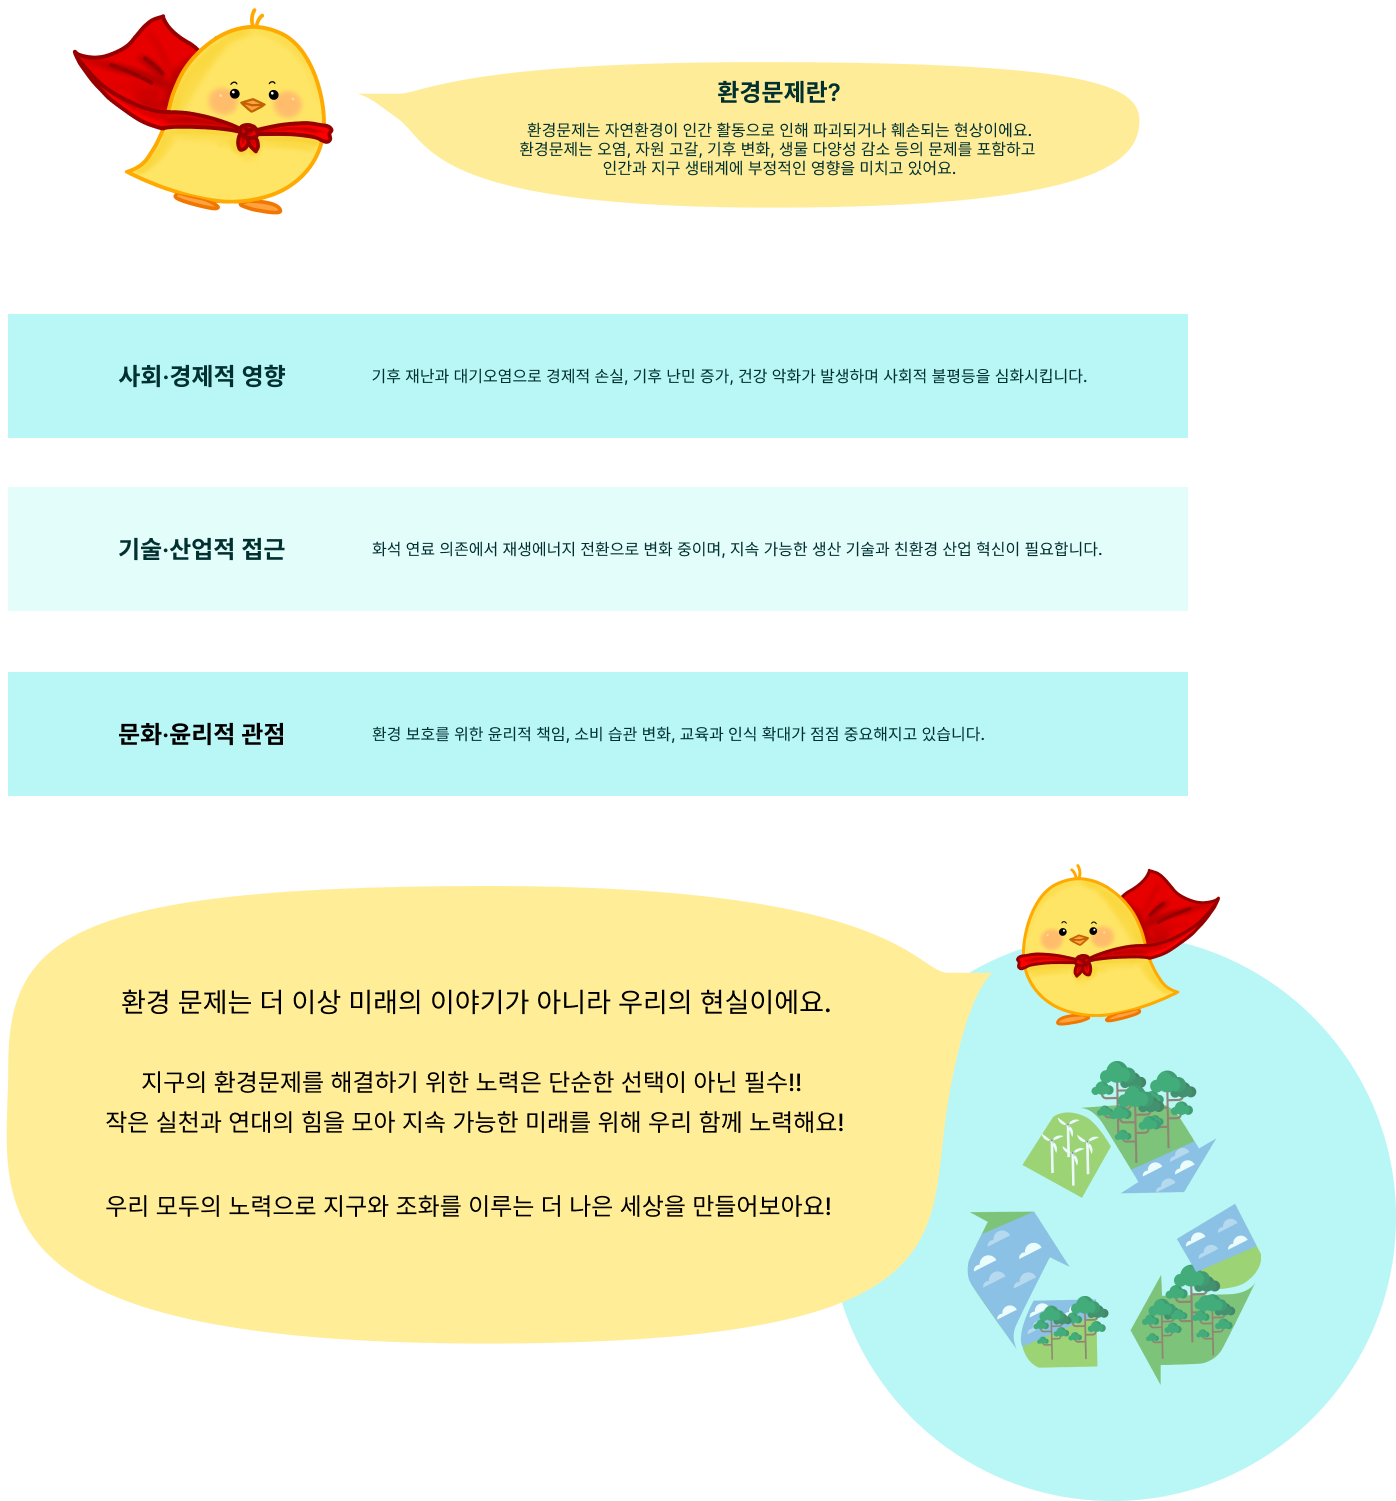 환경문제란?
환경문제는 자연환경이 인간 활동으로 인해 파괴되거나 훼손되는 현상이에요.
환경문제는 오염, 자원 고갈, 기후 변화, 생물 다양성 감소 등의 문제를 포함하고
인간과 지구 생태계에 부정적인 영향을 미치고 있어요.
사회·경제적 영향
기후 재난과 대기오염으로 경제적 손실, 기후 난민 증가, 건강 악화가 발생하며 사회적 불평등을 심화시킵니다.
기술·산업적 접근
화석 연료 의존에서 재생에너지 전환으로 변화 중이며, 지속 가능한 생산 기술과 친환경 산업 혁신이 필요합니다.
문화·윤리적 관점
환경 보호를 위한 윤리적 책임, 소비 습관 변화, 교육과 인식 확대가 점점 중요해지고 있습니다.
환경 문제는 더 이상 미래의 이야기가 아니라 우리의 현실이에요.
지구의 환경문제를 해결하기 위한 노력은 단순한 선택이 아닌 필수!!
작은 실천과 연대의 힘을 모아 지속 가능한 미래를 위해 우리 함께 노력해요!
우리 모두의 노력으로 지구와 조화를 이루는 더 나은 세상을 만들어보아요!